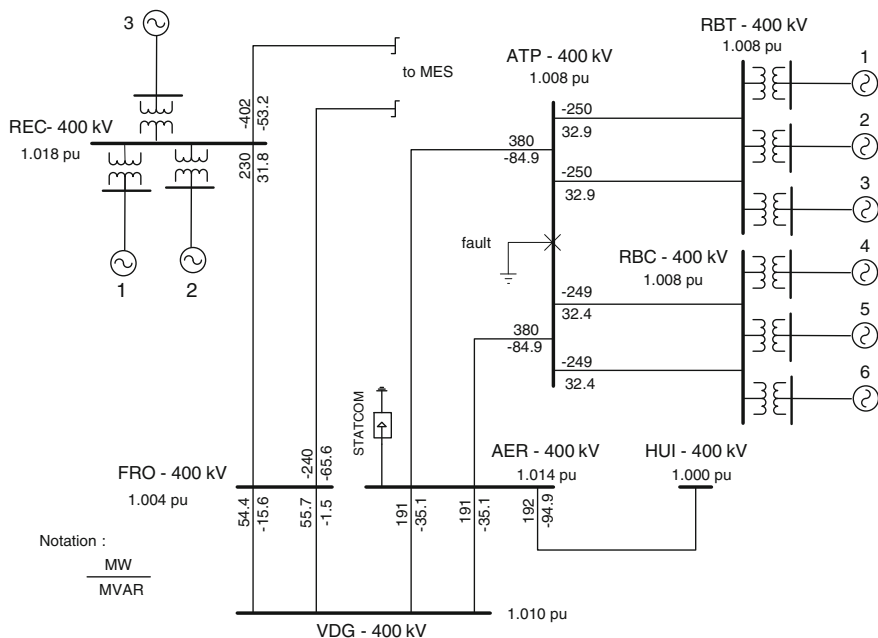 3
REC- 400 kV
1.018 pu
-402
-53.2
230
31.8
1
2
to MES
ATP - 400 kV
1.008 pu
380
-84.9
-250
32.9
-250
32.9
fault
-249
32.4
380
-84.9
-249
32.4
RBT - 400 kV
1.008 pu
1
2
3
RBC - 400 kV
1.008 pu
4
5
6
STATCOM
FRO - 400 kV
1.004 pu
-240
-65.6
54.4
-15.6
55.7
-1.5
AER - 400 kV
1.014 pu
191
-35.1
191
-35.1
192
-94.9
HUI - 400 kV
1.000 pu
Notation :
MW
MVAR
VDG - 400 kV
1.010 pu